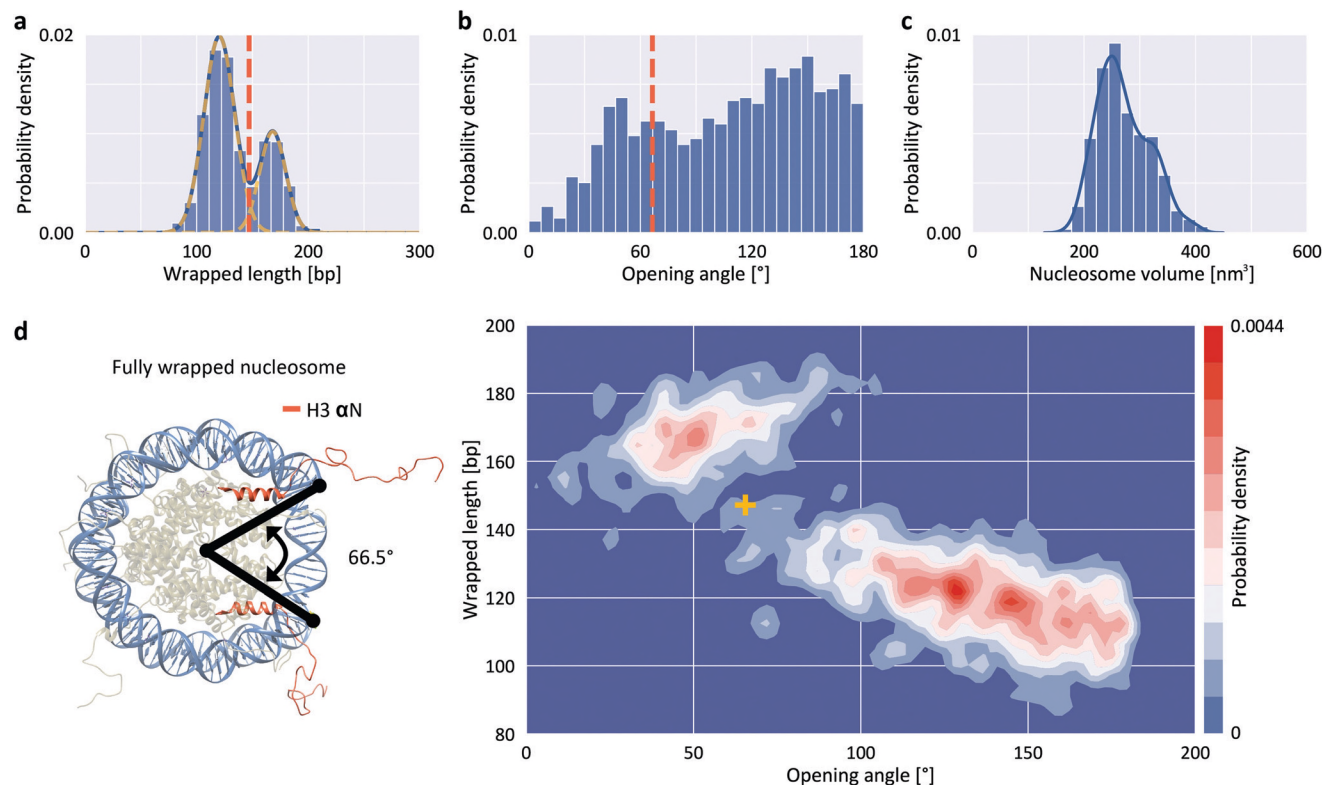 a
0.02
Probability density
0.00
0
100
200
300
Wrapped length [bp]
b
0.01
Probability density
0.00
0
60
120
180
Opening angle [°]
c
0.01
Probability density
0.00
0
200
400
600
Nucleosome volume [nm³]
d
Fully wrapped nucleosome
H3 αN
66.5°
200
180
160
140
120
100
80
Wrapped length [bp]
0
50
100
150
200
Opening angle [°]
0.0044
Probability density
0